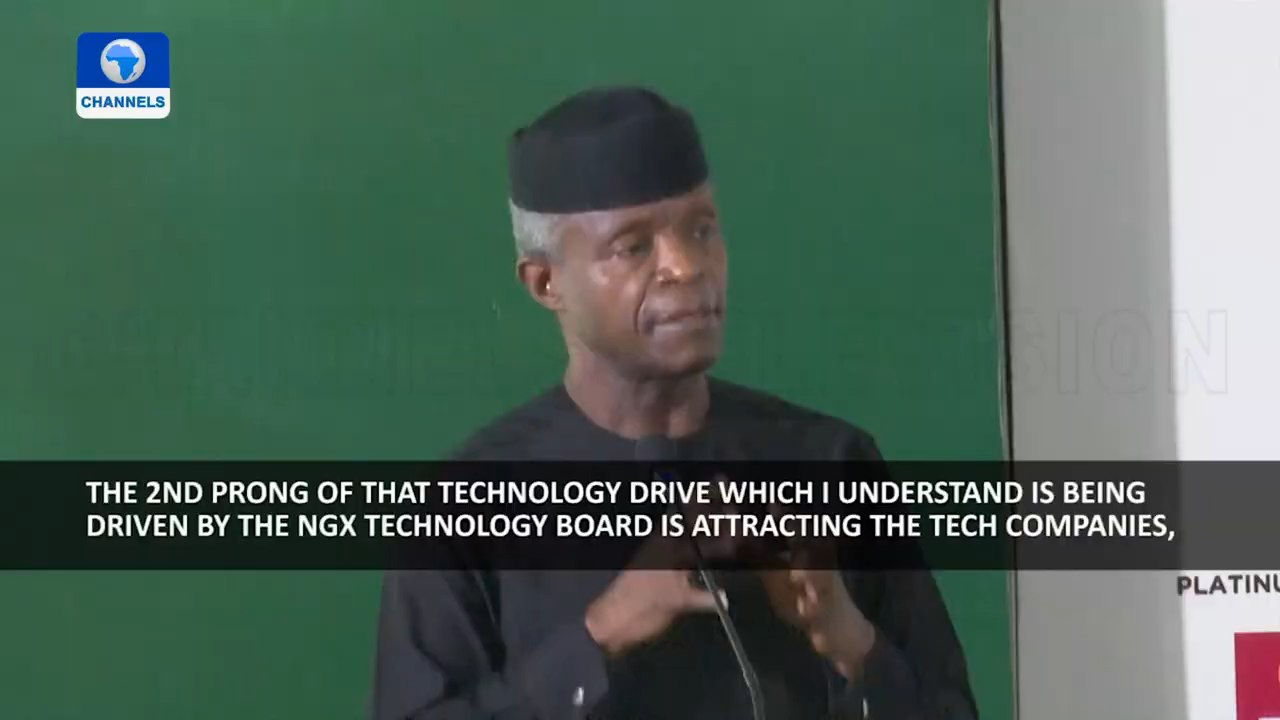 CHANNELS
THE 2ND PRONG OF THAT TECHNOLOGY DRIVE WHICH I UNDERSTAND IS BEING
DRIVEN BY THE NGX TECHNOLOGY BOARD IS ATTRACTING THE TECH COMPANIES,